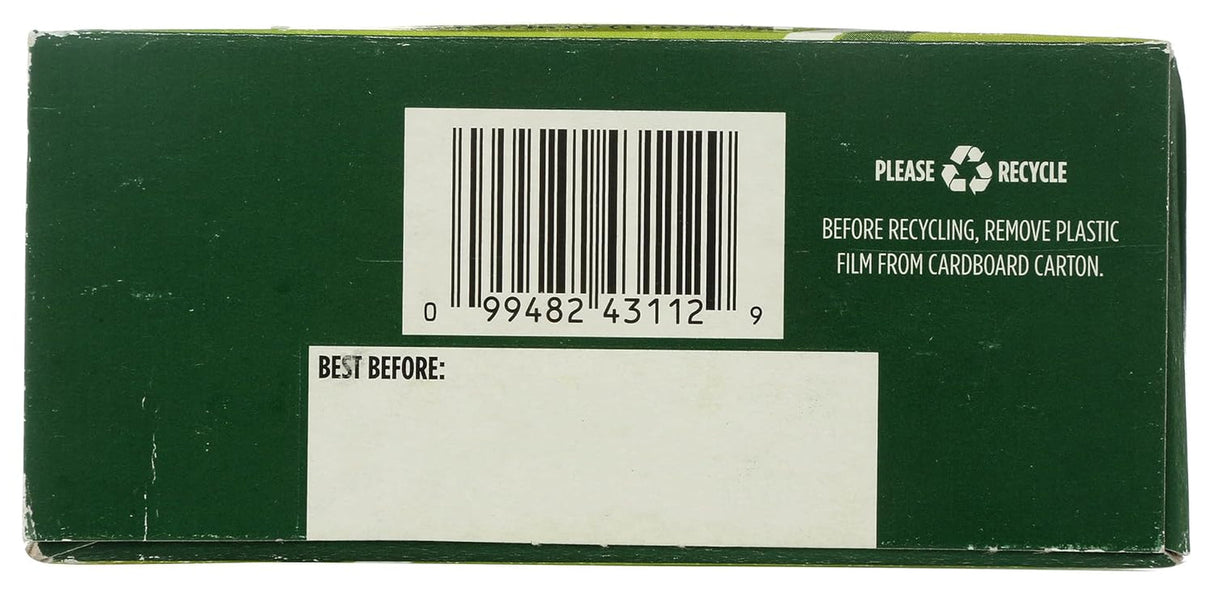 0 99482 43112 9
PLEASE RECYCLE
BEFORE RECYCLING, REMOVE PLASTIC
FILM FROM CARDBOARD CARTON.
BEST BEFORE: